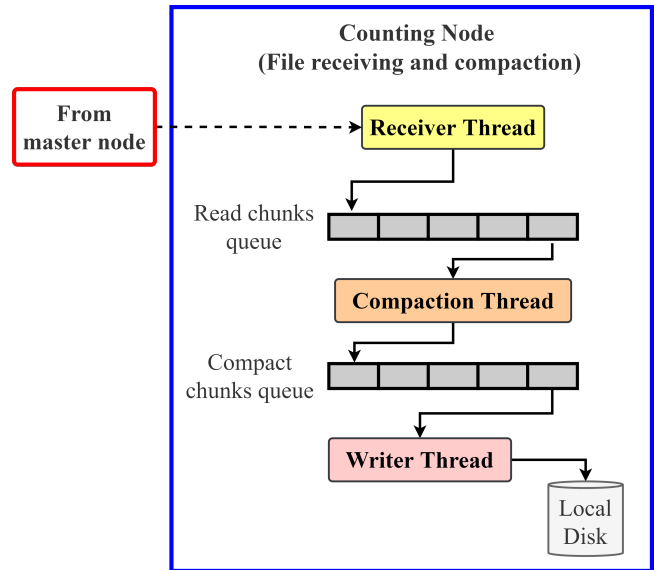 Counting Node
(File receiving and compaction)
From
master node
Receiver Thread
Read chunks
queue
Compaction Thread
Compact
chunks queue
Writer Thread
Local
Disk